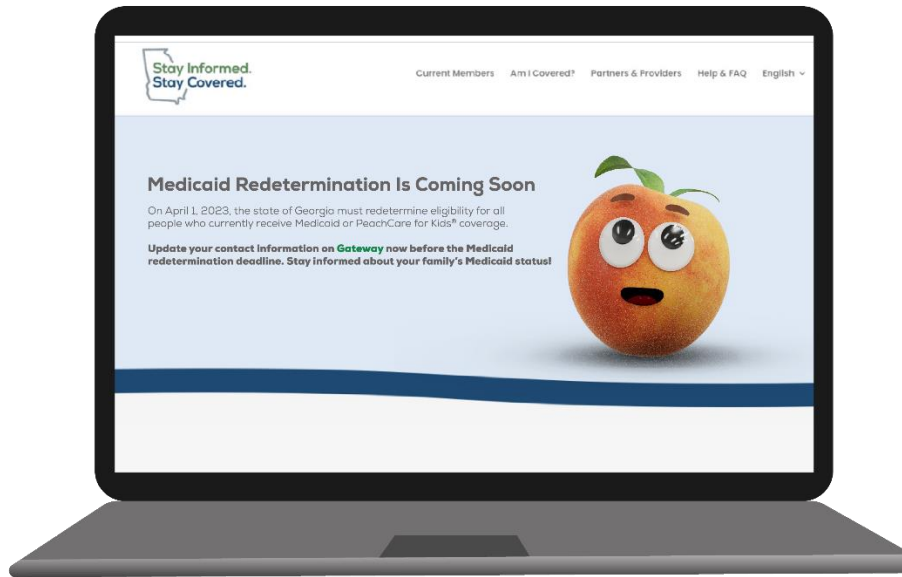 Stay Informed.
Stay Covered.
Current Members Am I Covered? Partners & Providers Help & FAQ English
Medicaid Redetermination Is Coming Soon
On April 1, 2023, the state of Georgia must redetermine eligibility for all
people who currently receive Medicaid or PeachCare for Kids® coverage.
Update your contact information on Gateway now before the Medicaid
redetermination deadline. Stay informed about your family's Medicaid status!